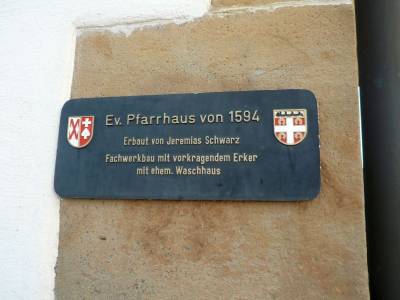 Ev. Pfarrhaus von 1594
Erbaut von Jeremias Schwarz
Fachwerkbau mit vorkragendem Erker
mit ehem. Waschhaus